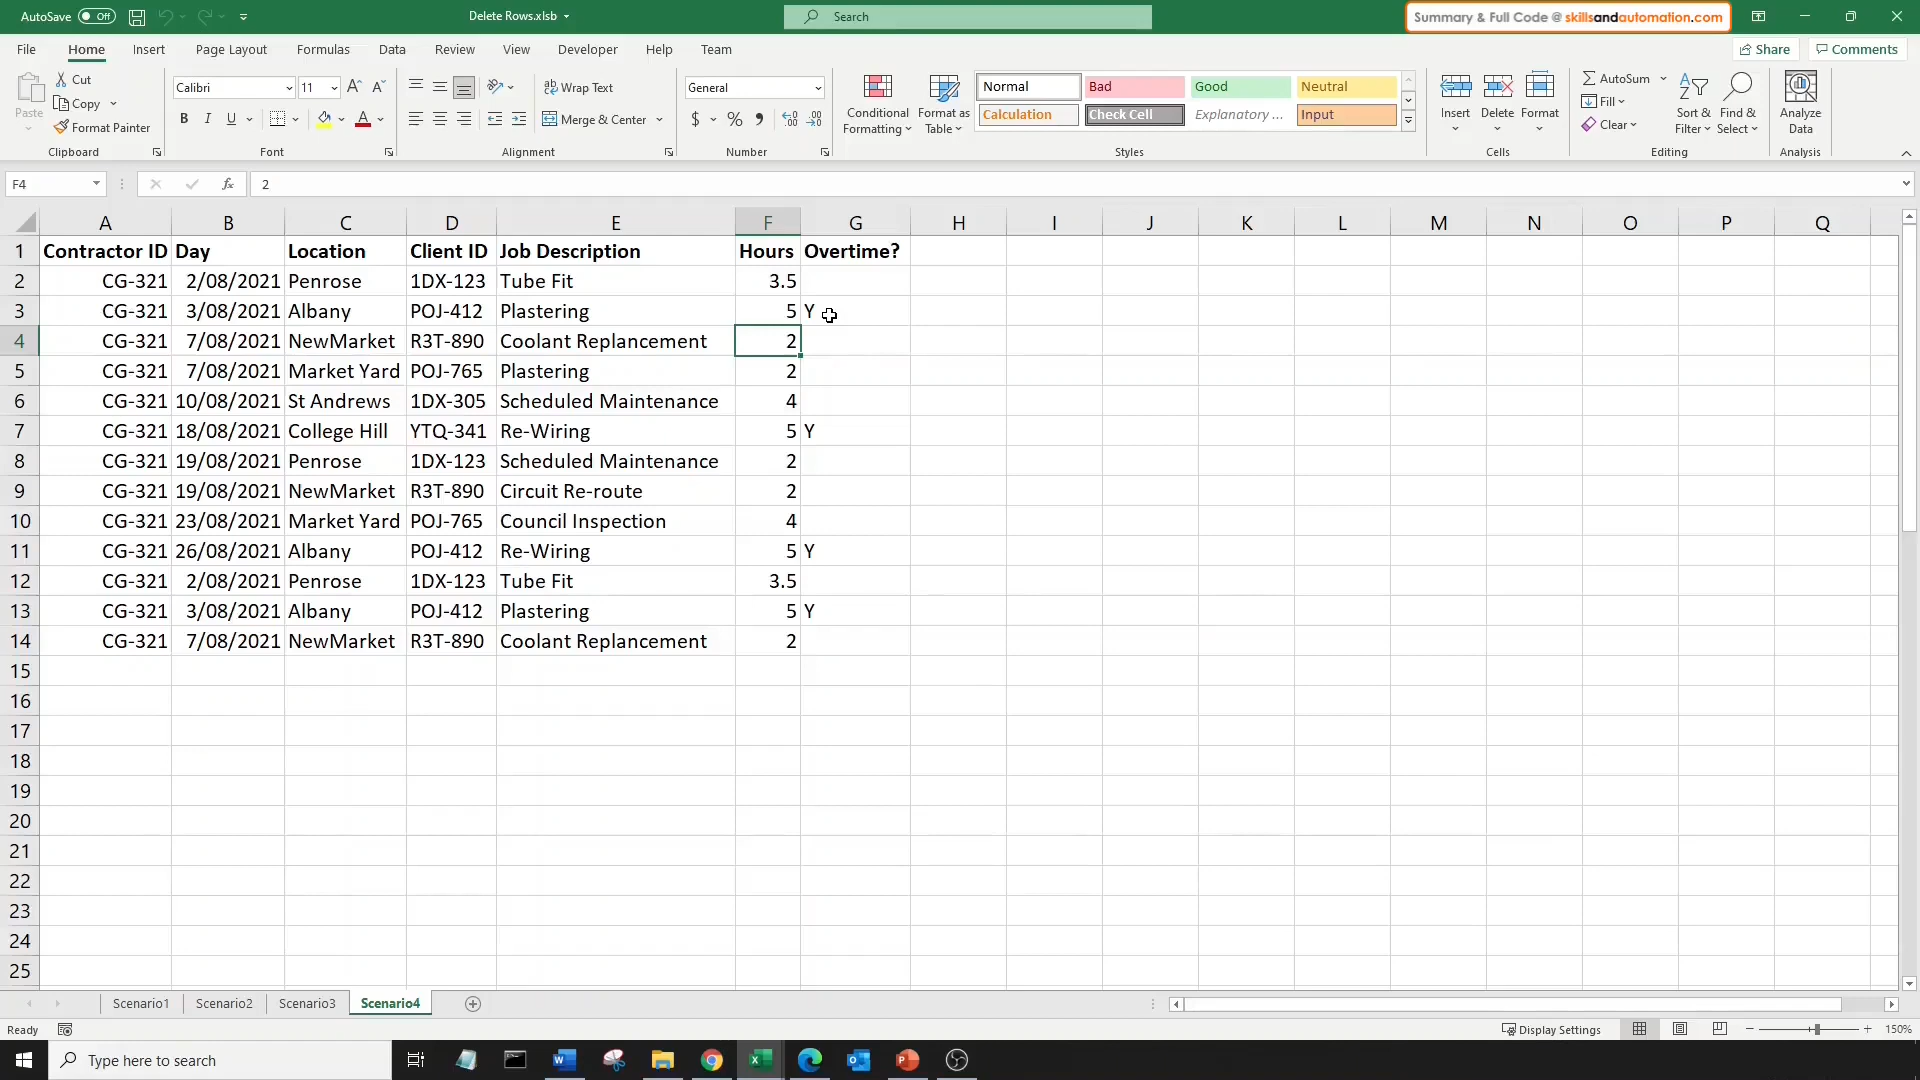 AutoSave Off Delete Rows.xlsb Search Summary & Full Code @ skillsandautomation.com
File Home Insert Page Layout Formulas Data Review View Developer Help Team Share Comments
Paste
Cut
Copy
Format Painter
Clipboard
Calibri 11
B I U
Font
Wrap Text
Merge & Center
Alignment
General
$ %
Number
Conditional Formatting
Format as Table
Normal Bad Good Neutral
Calculation Check Cell Explanatory ... Input
Styles
Insert Delete Format
Cells
AutoSum
Fill
Clear
Sort & Filter
Find & Select
Editing
Analyze Data
Analysis
F4 fx 2
A B C D E F G H I J K L M N O P Q
1 Contractor ID Day Location Client ID Job Description Hours Overtime?
2 CG-321 2/08/2021 Penrose 1DX-123 Tube Fit 3.5
3 CG-321 3/08/2021 Albany POJ-412 Plastering 5 Y
4 CG-321 7/08/2021 NewMarket R3T-890 Coolant Replancement 2
5 CG-321 7/08/2021 Market Yard POJ-765 Plastering 2
6 CG-321 10/08/2021 St Andrews 1DX-305 Scheduled Maintenance 4
7 CG-321 18/08/2021 College Hill YTQ-341 Re-Wiring 5 Y
8 CG-321 19/08/2021 Penrose 1DX-123 Scheduled Maintenance 2
9 CG-321 19/08/2021 NewMarket R3T-890 Circuit Re-route 2
10 CG-321 23/08/2021 Market Yard POJ-765 Council Inspection 4
11 CG-321 26/08/2021 Albany POJ-412 Re-Wiring 5 Y
12 CG-321 2/08/2021 Penrose 1DX-123 Tube Fit 3.5
13 CG-321 3/08/2021 Albany POJ-412 Plastering 5 Y
14 CG-321 7/08/2021 NewMarket R3T-890 Coolant Replancement 2
15
16
17
18
19
20
21
22
23
24
25
Scenario1 Scenario2 Scenario3 Scenario4
Ready Display Settings 150%
Type here to search